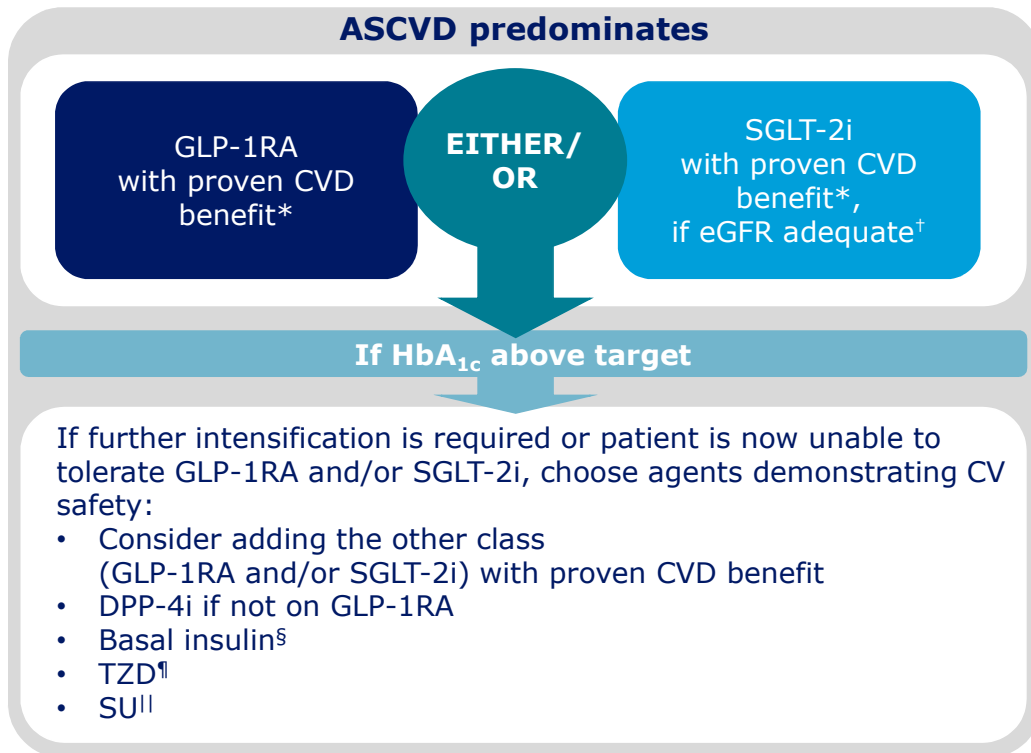 ASCVD predominates
GLP-1RA
with proven CVD
benefit*
EITHER/
OR
SGLT-2i
with proven CVD
benefit*,
if eGFR adequate†
If HbA1c above target
If further intensification is required or patient is now unable to
tolerate GLP-1RA and/or SGLT-2i, choose agents demonstrating CV
safety:
• Consider adding the other class
(GLP-1RA and/or SGLT-2i) with proven CVD benefit
• DPP-4i if not on GLP-1RA
• Basal insulin§
• TZD¶
• SU||